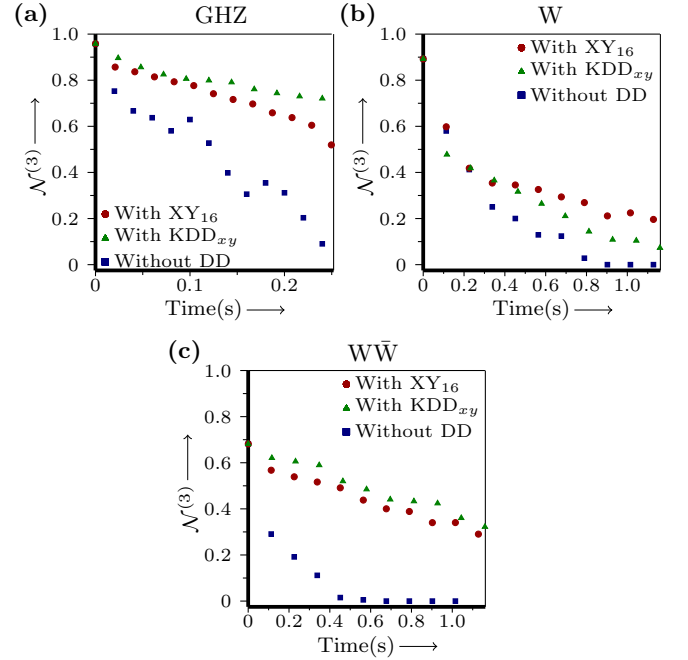 (a) GHZ
1.0
0.8
0.6
0.4
0.2
0
𝒩⁽³⁾ ⟶
With XY₁₆
With KDDₓᵧ
Without DD
0 0.1 0.2
Time(s) ⟶
(b) W
1.0
0.8
0.6
0.4
0.2
0
𝒩⁽³⁾ ⟶
With XY₁₆
With KDDₓᵧ
Without DD
0 0.2 0.4 0.6 0.8 1.0
Time(s) ⟶
(c) WW̄
1.0
0.8
0.6
0.4
0.2
0
𝒩⁽³⁾ ⟶
With XY₁₆
With KDDₓᵧ
Without DD
0 0.2 0.4 0.6 0.8 1.0
Time(s) ⟶